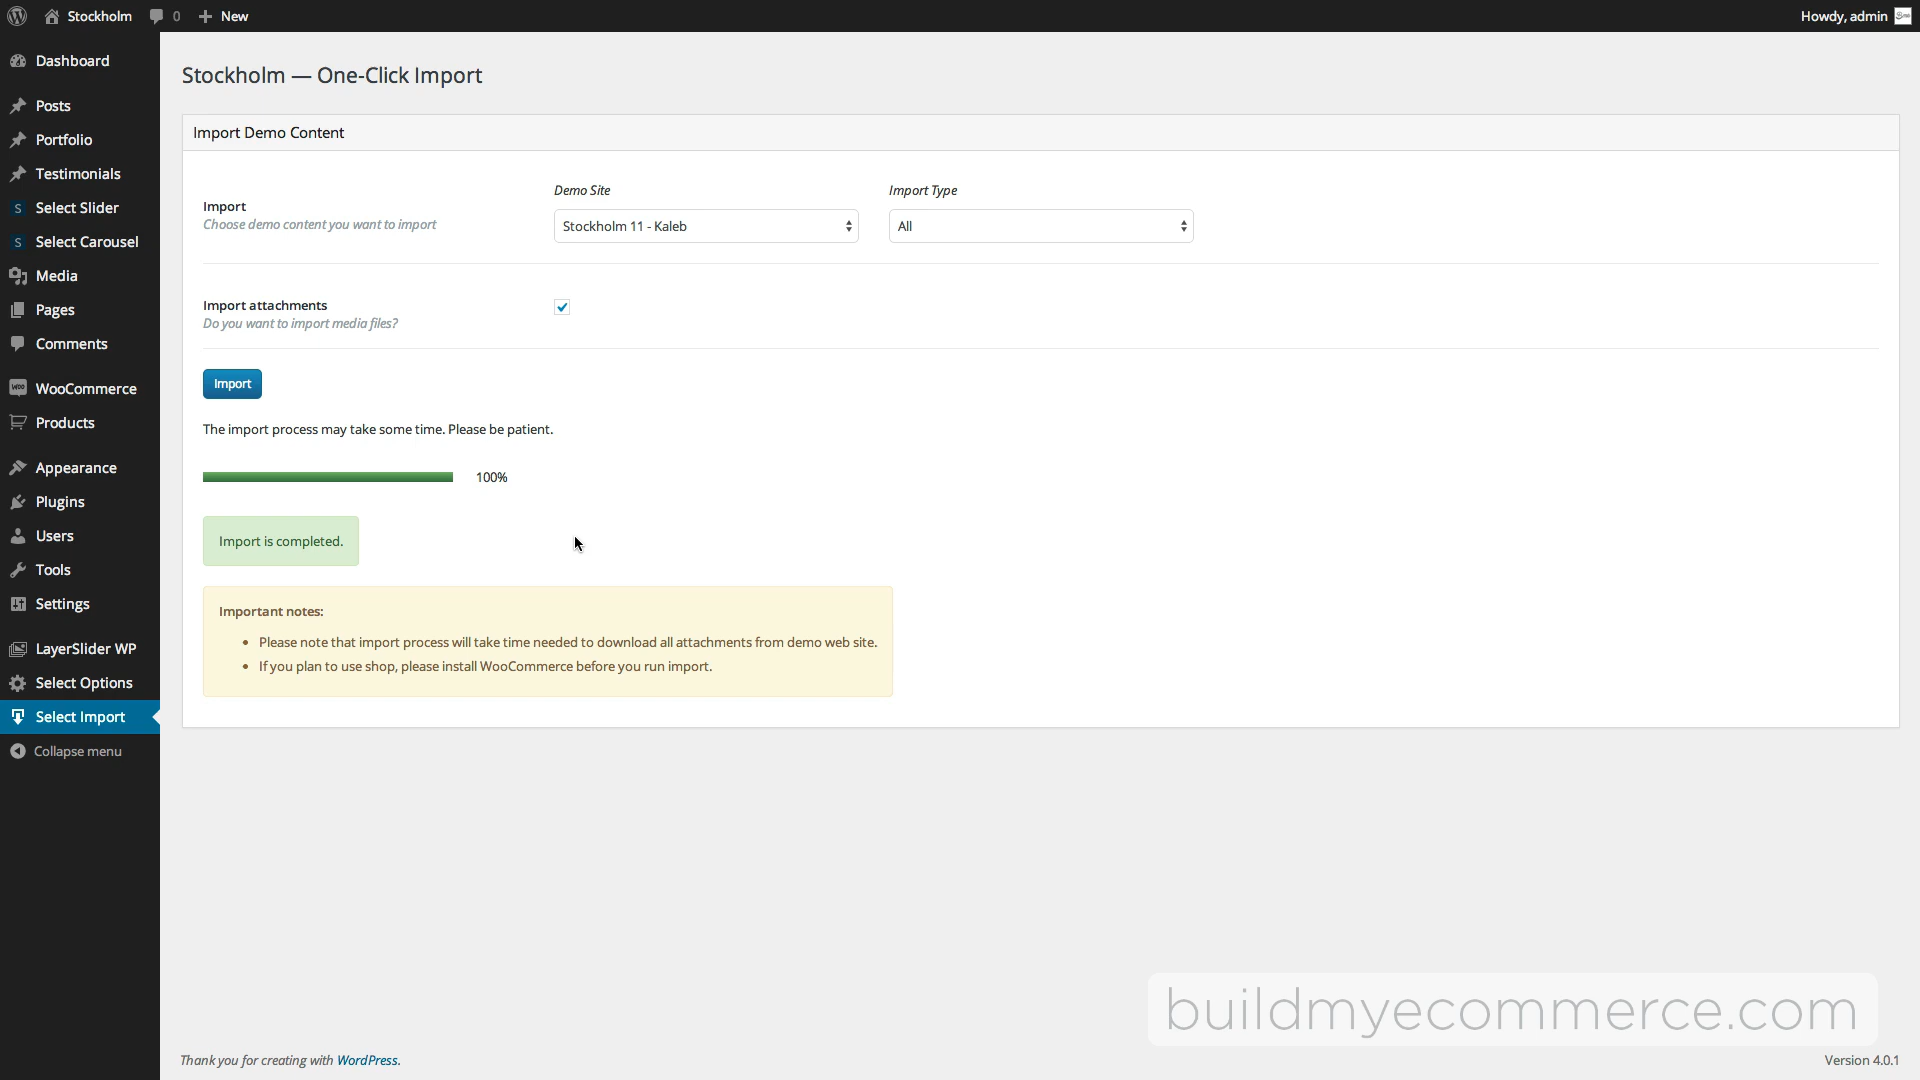 Stockholm
0
New
Howdy, admin
Dashboard
Posts
Portfolio
Testimonials
S Select Slider
S Select Carousel
Media
Pages
Comments
WOO WooCommerce
Products
Appearance
Plugins
Users
Tools
Settings
LayerSlider WP
Select Options
Select Import
Collapse menu
Stockholm — One-Click Import
Import Demo Content
Import
Choose demo content you want to import
Demo Site
Stockholm 11 - Kaleb
Import Type
All
Import attachments
Do you want to import media files?
Import
The import process may take some time. Please be patient.
100%
Import is completed.
Important notes:
• Please note that import process will take time needed to download all attachments from demo web site.
• If you plan to use shop, please install WooCommerce before you run import.
buildmyecommerce.com
Thank you for creating with WordPress.
Version 4.0.1